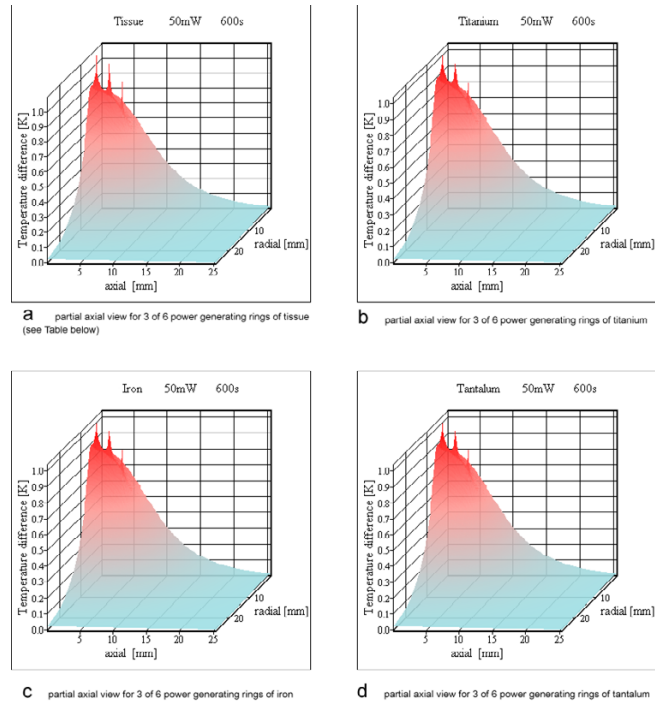 Tissue 50mW 600s
Temperature difference [K]
1.0
0.9
0.8
0.7
0.6
0.5
0.4
0.3
0.2
0.1
0.0
5 10 15 20 25
axial [mm]
10
20
radial [mm]
a partial axial view for 3 of 6 power generating rings of tissue
(see Table below)
Titanium 50mW 600s
Temperature difference [K]
1.0
0.9
0.8
0.7
0.6
0.5
0.4
0.3
0.2
0.1
0.0
5 10 15 20 25
axial [mm]
10
20
radial [mm]
b partial axial view for 3 of 6 power generating rings of titanium
Iron 50mW 600s
Temperature difference [K]
1.0
0.9
0.8
0.7
0.6
0.5
0.4
0.3
0.2
0.1
0.0
5 10 15 20 25
axial [mm]
10
20
radial [mm]
c partial axial view for 3 of 6 power generating rings of iron
Tantalum 50mW 600s
Temperature difference [K]
1.0
0.9
0.8
0.7
0.6
0.5
0.4
0.3
0.2
0.1
0.0
5 10 15 20 25
axial [mm]
10
20
radial [mm]
d partial axial view for 3 of 6 power generating rings of tantalum